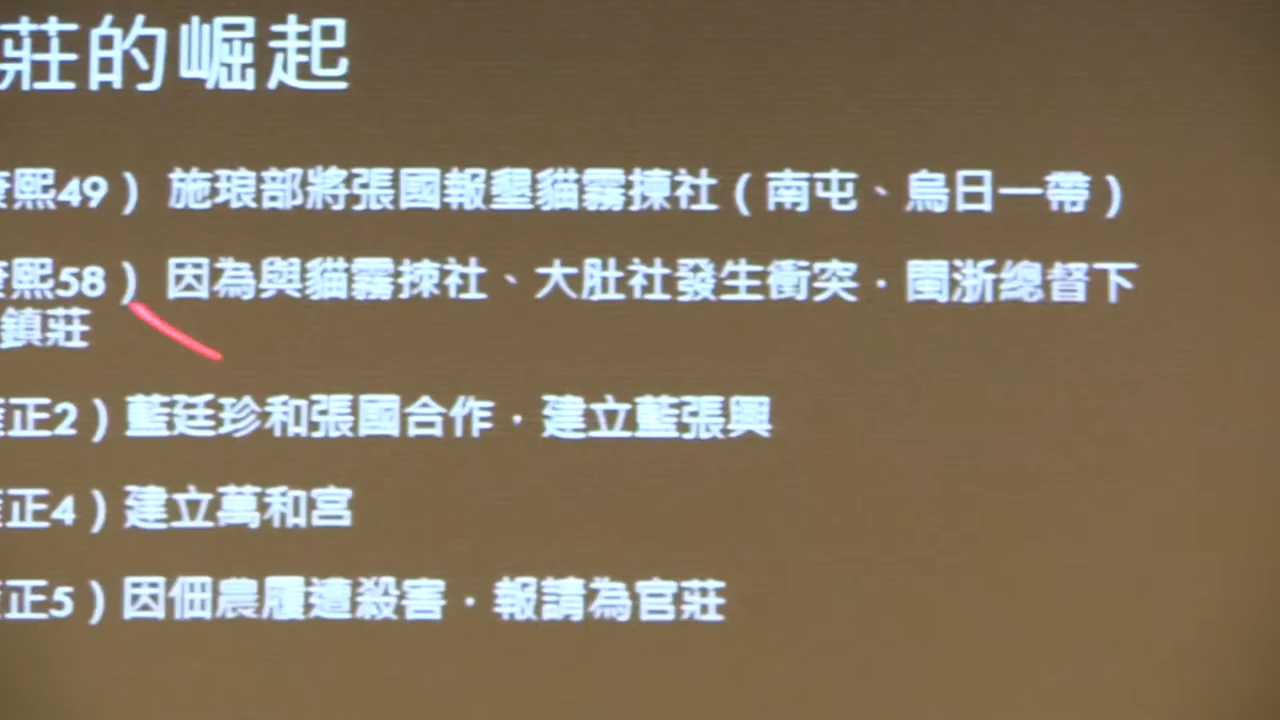 莊的崛起
熙49） 施琅部將張國報墾貓霧捒社（南屯、烏日一帶）
熙58） 因為與貓霧捒社、大肚社發生衝突，閩浙總督下
鎮莊
正2）藍廷珍和張國合作，建立藍張興
正4）建立萬和宮
正5）因佃農屨遭殺害，報請為官莊